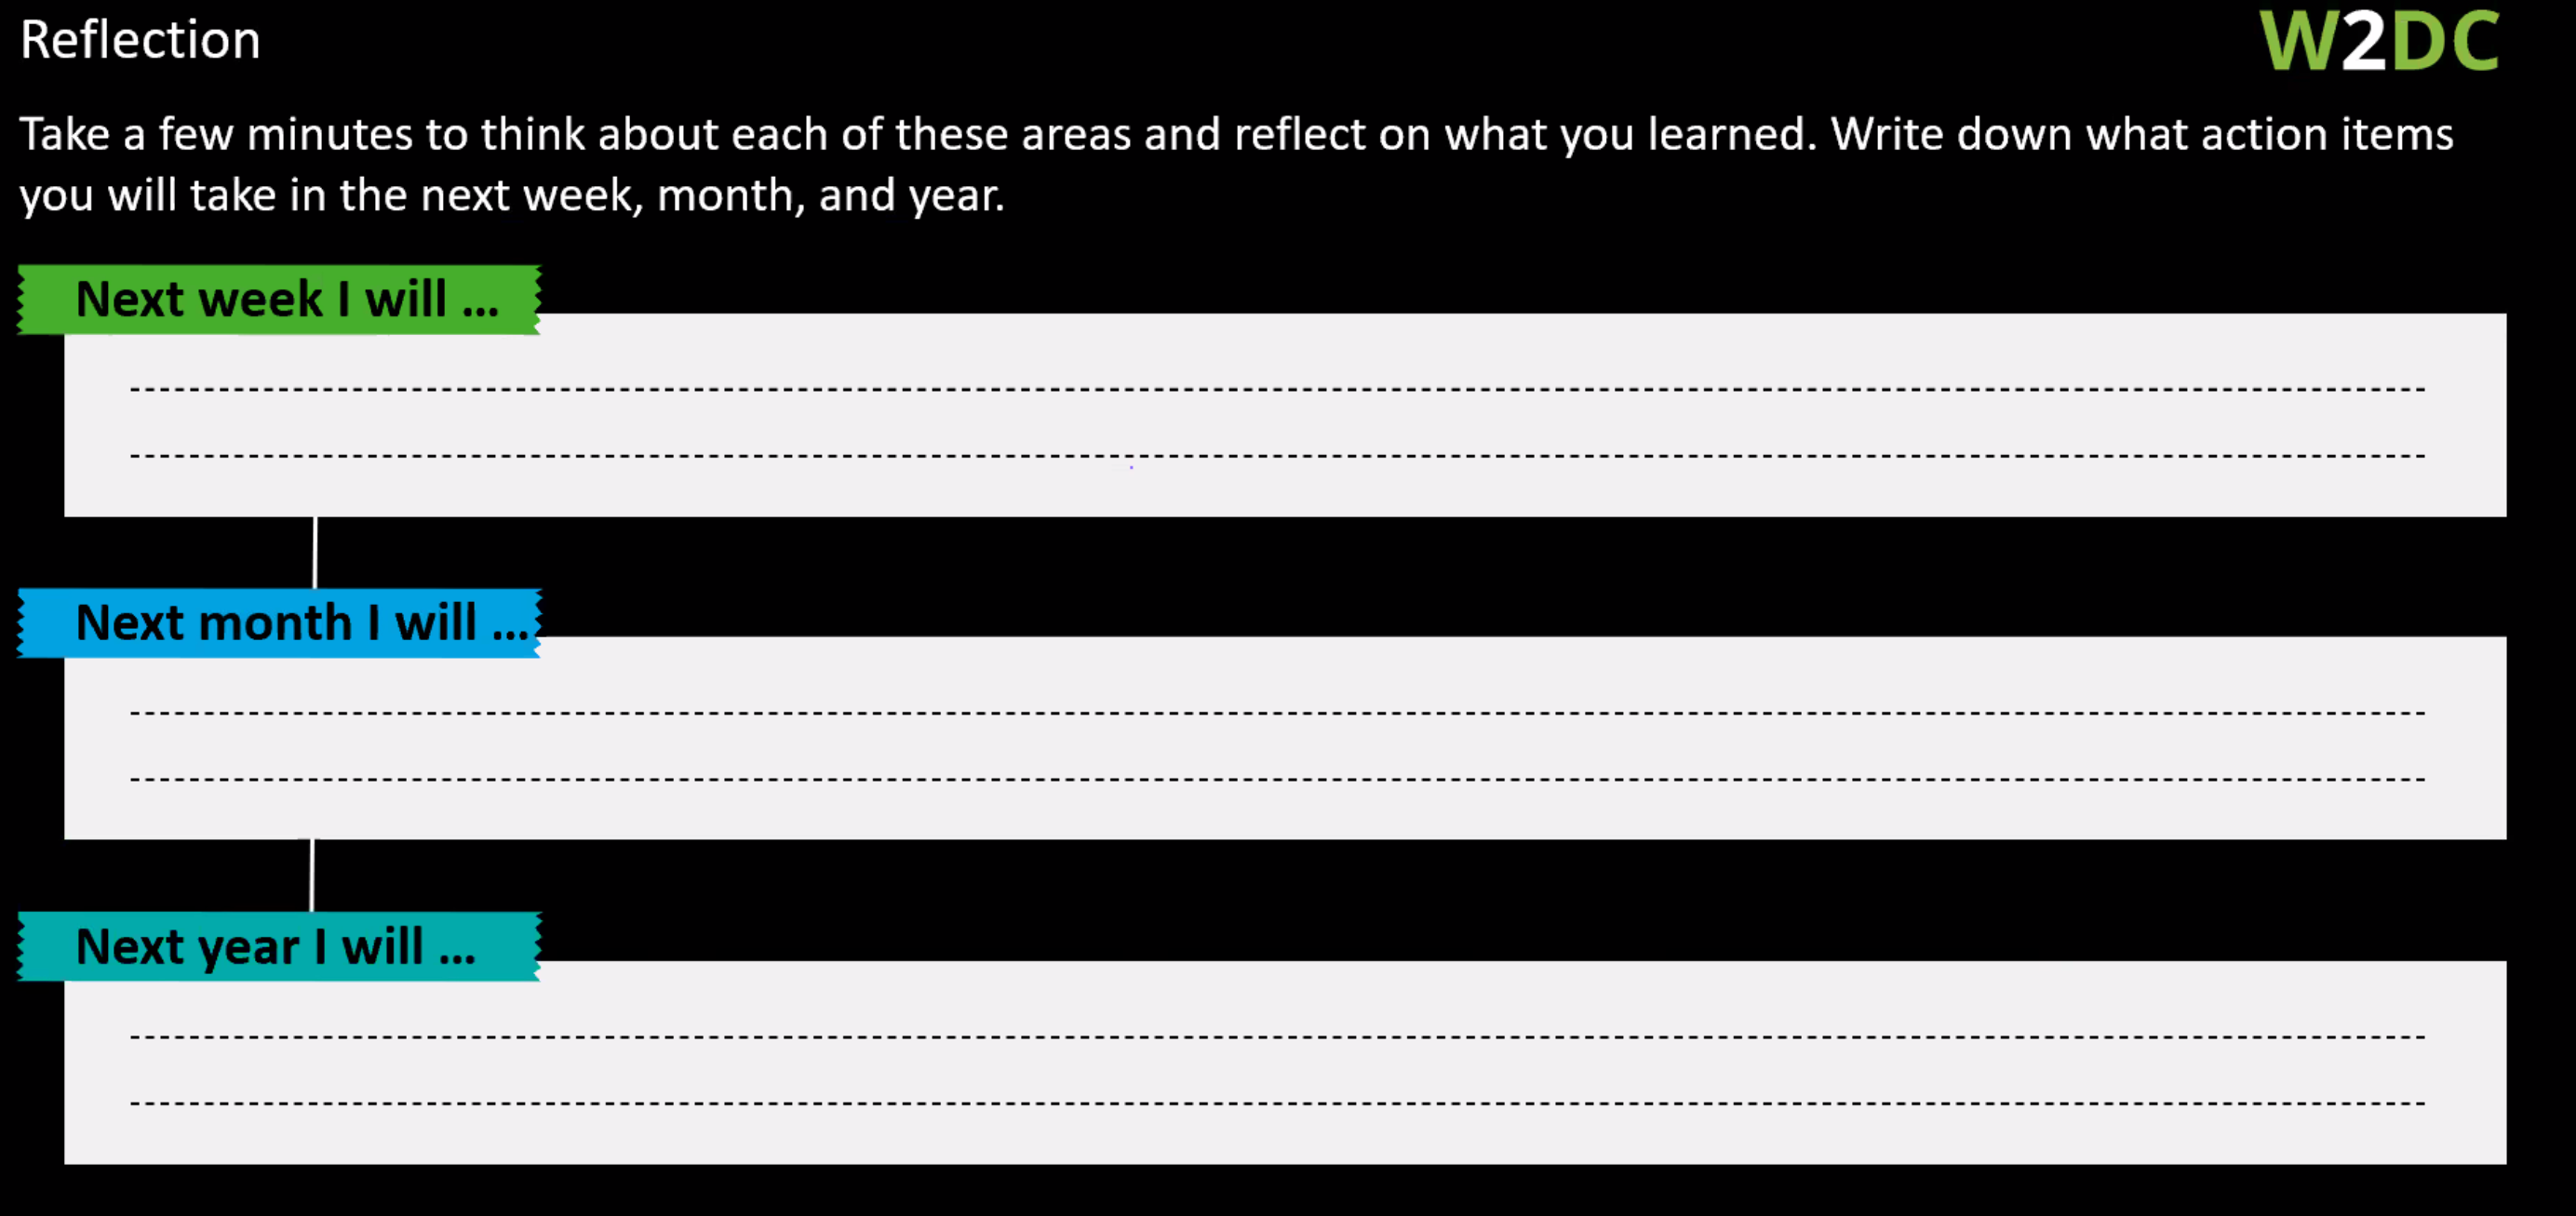 Reflection
W2DC
Take a few minutes to think about each of these areas and reflect on what you learned. Write down what action items
you will take in the next week, month, and year.
Next week I will ...
Next month I will ...
Next year I will ...